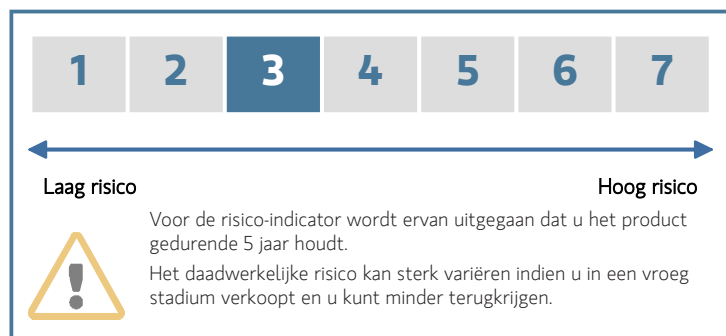 1 2 3 4 5 6 7
Laag risico Hoog risico
Voor de risico-indicator wordt ervan uitgegaan dat u het product
gedurende 5 jaar houdt.
Het daadwerkelijke risico kan sterk variëren indien u in een vroeg
stadium verkoopt en u kunt minder terugkrijgen.